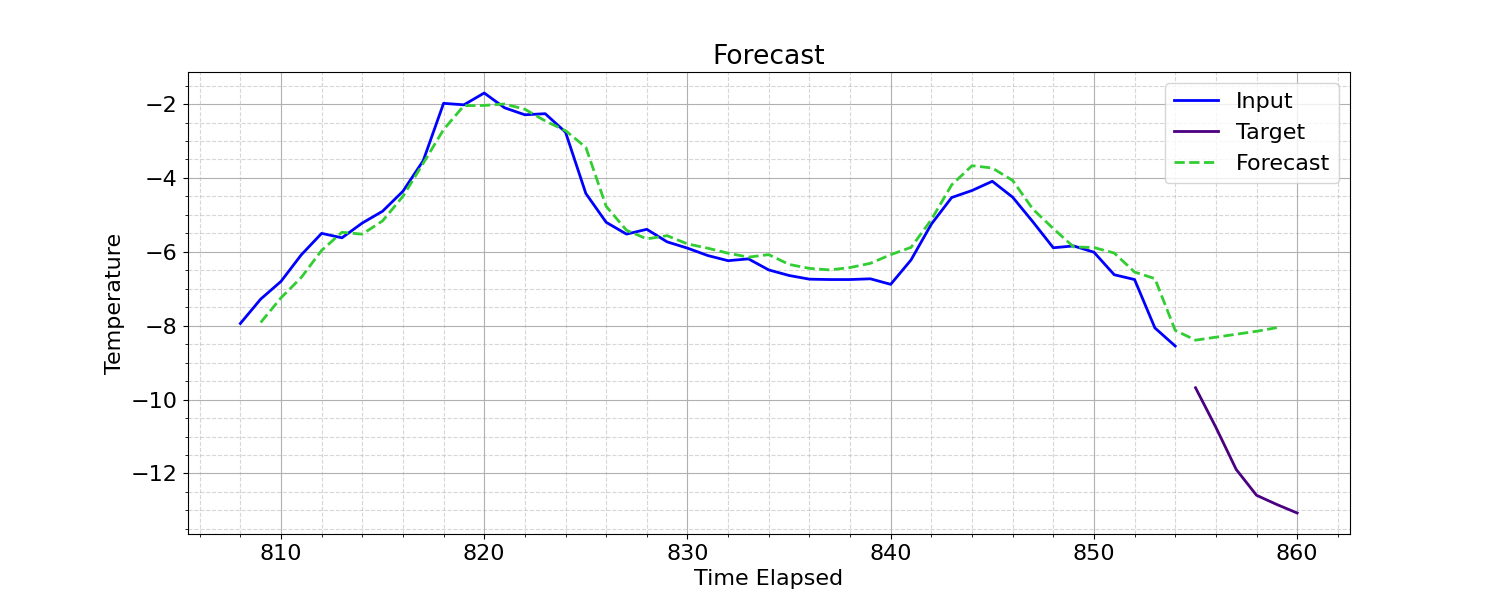 Forecast
Input
Target
Forecast
−2
−4
−6
−8
−10
−12
Temperature
810 820 830 840 850 860
Time Elapsed